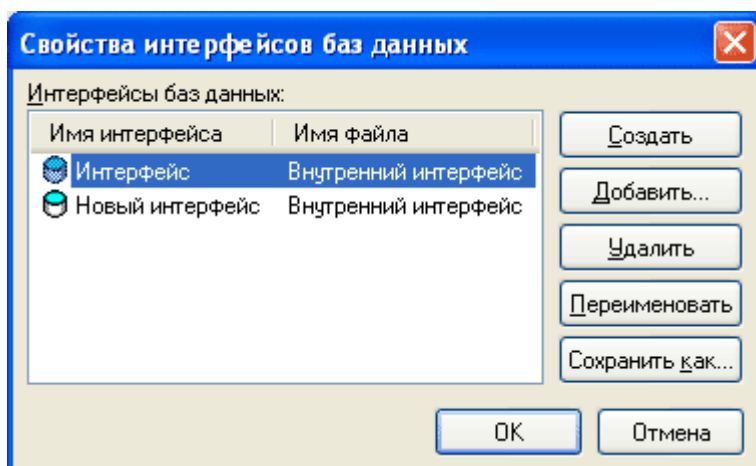 Свойства интерфейсов баз данных
Интерфейсы баз данных:
Имя интерфейса Имя файла
Интерфейс Внутренний интерфейс
Новый интерфейс Внутренний интерфейс
Создать
Добавить...
Удалить
Переименовать
Сохранить как...
OK Отмена